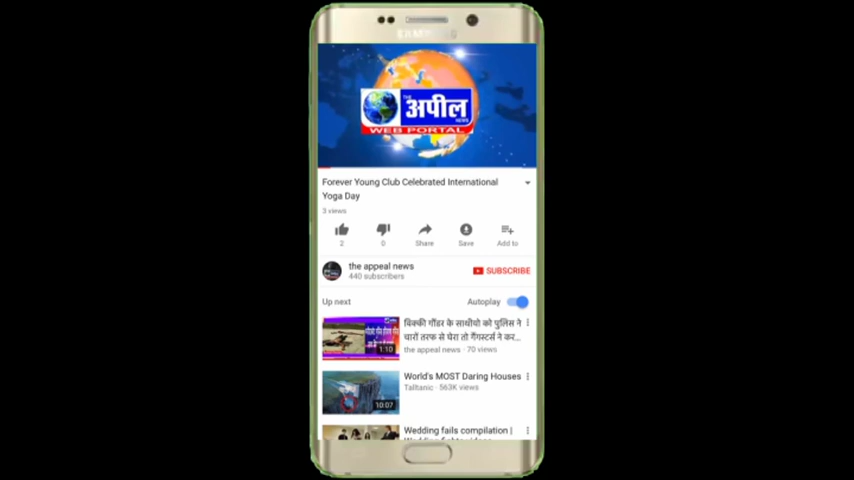 SAMSUNG
THE
अपील
NEWS
WEB PORTAL
Forever Young Club Celebrated International
Yoga Day
3 views
2
0
Share
Save
Add to
the appeal news
440 subscribers
SUBSCRIBE
Up next
Autoplay
विक्की गौंडर के साथीयो को पुलिस ने
चारों तरफ से घेरा तो गैंगस्टर्स ने कर...
the appeal news · 70 views
1:10
World's MOST Daring Houses
Talltanic · 563K views
10:07
Wedding fails compilation |